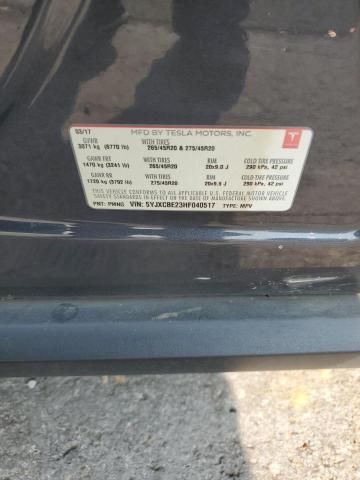 03/17 MFD BY TESLA MOTORS, INC. TESLA
GVWR WITH TIRES
3071 kg (6770 lb) 265/45R20 & 275/45R20
GAWR FRT WITH TIRES RIM COLD TIRE PRESSURE
1470 kg (3241 lb) 265/45R20 20x9.0 J 290 kPa, 42 psi
GAWR RR WITH TIRES RIM COLD TIRE PRESSURE
1720 kg (3792 lb) 275/45R20 20x9.5 J 290 kPa, 42 psi
THIS VEHICLE CONFORMS TO ALL APPLICABLE FEDERAL MOTOR VEHICLE
SAFETY AND THEFT PREVENTION STANDARDS IN EFFECT ON THE DATE OF
MANUFACTURE SHOWN ABOVE.
PNT: PMNG VIN: 5YJXCBE23HF040517 TYPE: MPV